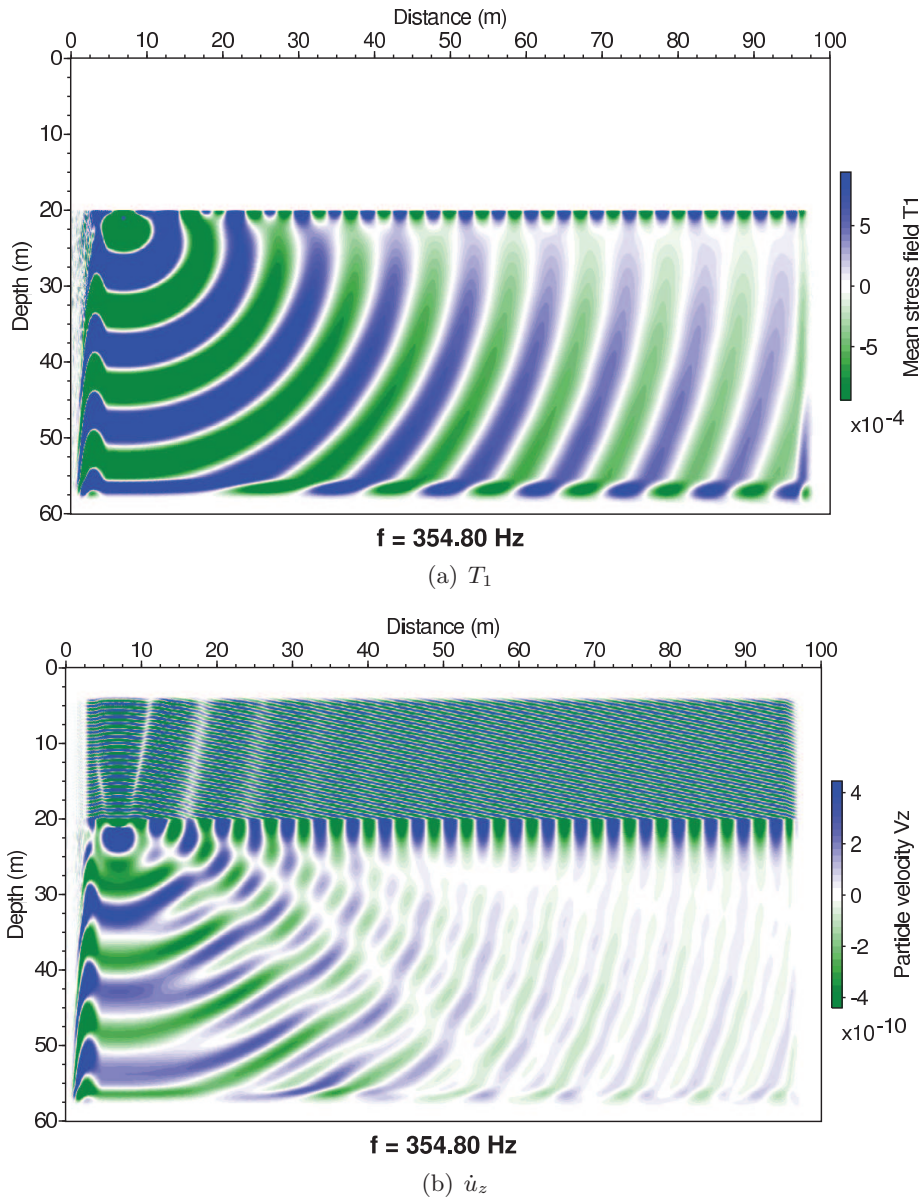 Distance (m)
0 10 20 30 40 50 60 70 80 90 100
0
10
20
30
40
50
60
Depth (m)
5
0
-5
x10-4
Mean stress field T1
f = 354.80 Hz
(a) T1
Distance (m)
0 10 20 30 40 50 60 70 80 90 100
0
10
20
30
40
50
60
Depth (m)
4
2
0
-2
-4
x10-10
Particle velocity Vz
f = 354.80 Hz
(b) u̇z